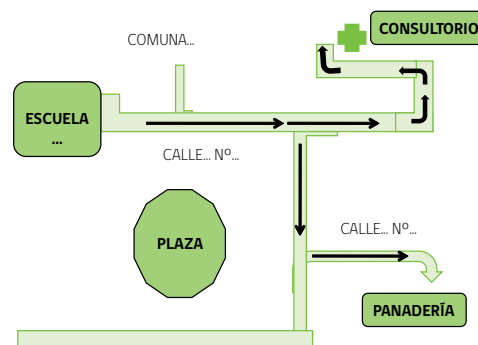 CONSULTORIO
COMUNA...
ESCUELA
...
CALLE... Nº...
CALLE... Nº...
PLAZA
PANADERÍA